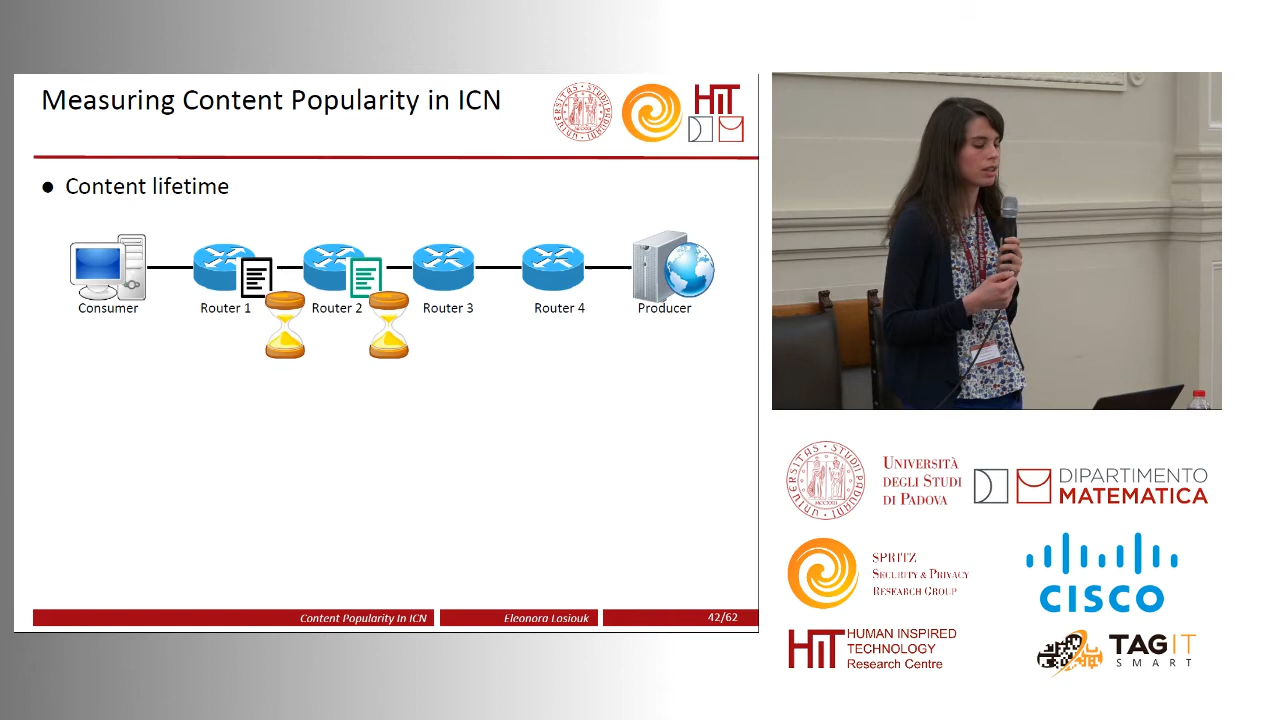 Measuring Content Popularity in ICN
HIT
● Content lifetime
Consumer
Router 1
Router 2
Router 3
Router 4
Producer
Content Popularity In ICN
Eleonora Losiouk
42/62
UNIVERSITÀ
DEGLI STUDI
DI PADOVA
DIPARTIMENTO
MATEMATICA
SPRITZ
SECURITY & PRIVACY
RESEARCH GROUP
CISCO
HIT
HUMAN INSPIRED
TECHNOLOGY
Research Centre
TAGIT
SMART